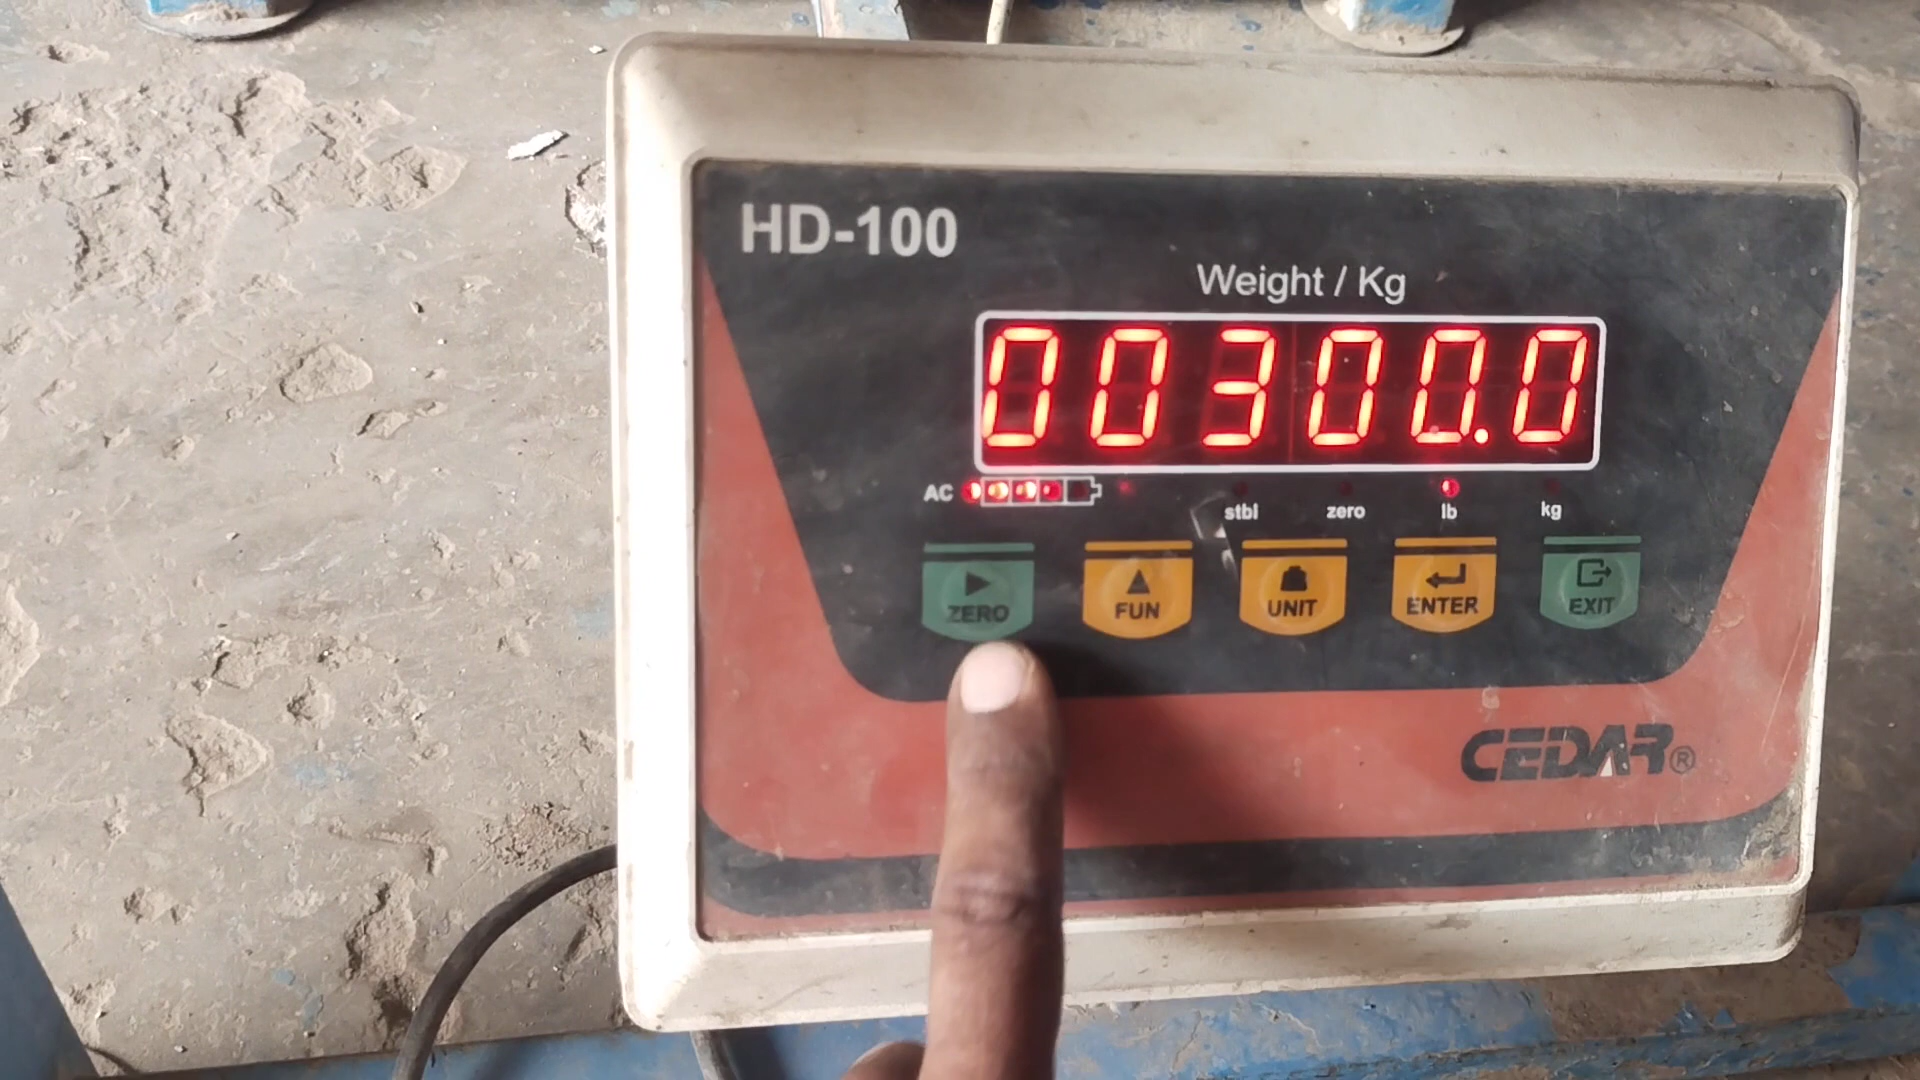 HD-100
Weight / Kg
00300.0
AC stbl zero lb kg
ZERO FUN UNIT ENTER EXIT
CEDAR®